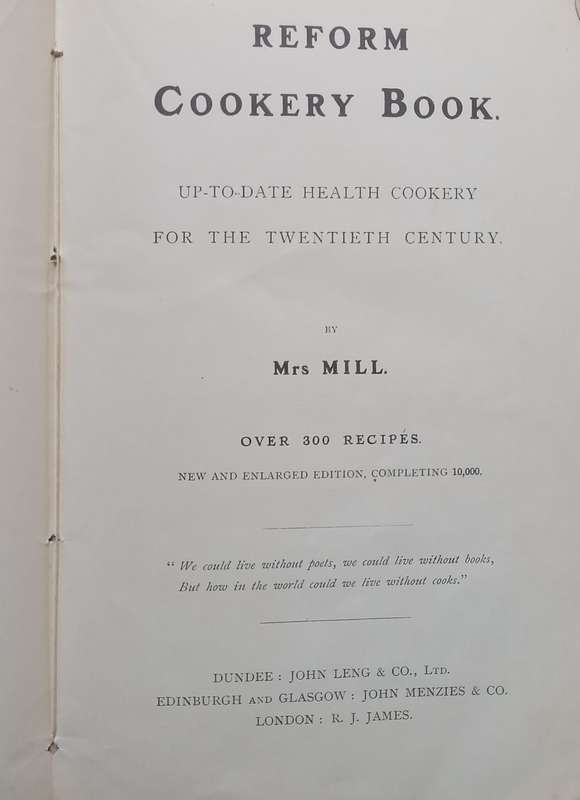 REFORM
COOKERY BOOK.
UP-TO-DATE HEALTH COOKERY
FOR THE TWENTIETH CENTURY.
BY
Mrs MILL.
OVER 300 RECIPÉS.
NEW AND ENLARGED EDITION, COMPLETING 10,000.
“ We could live without poets, we could live without books,
But how in the world could we live without cooks.”
DUNDEE : JOHN LENG & CO., LTD.
EDINBURGH AND GLASGOW : JOHN MENZIES & CO.
LONDON : R. J. JAMES.